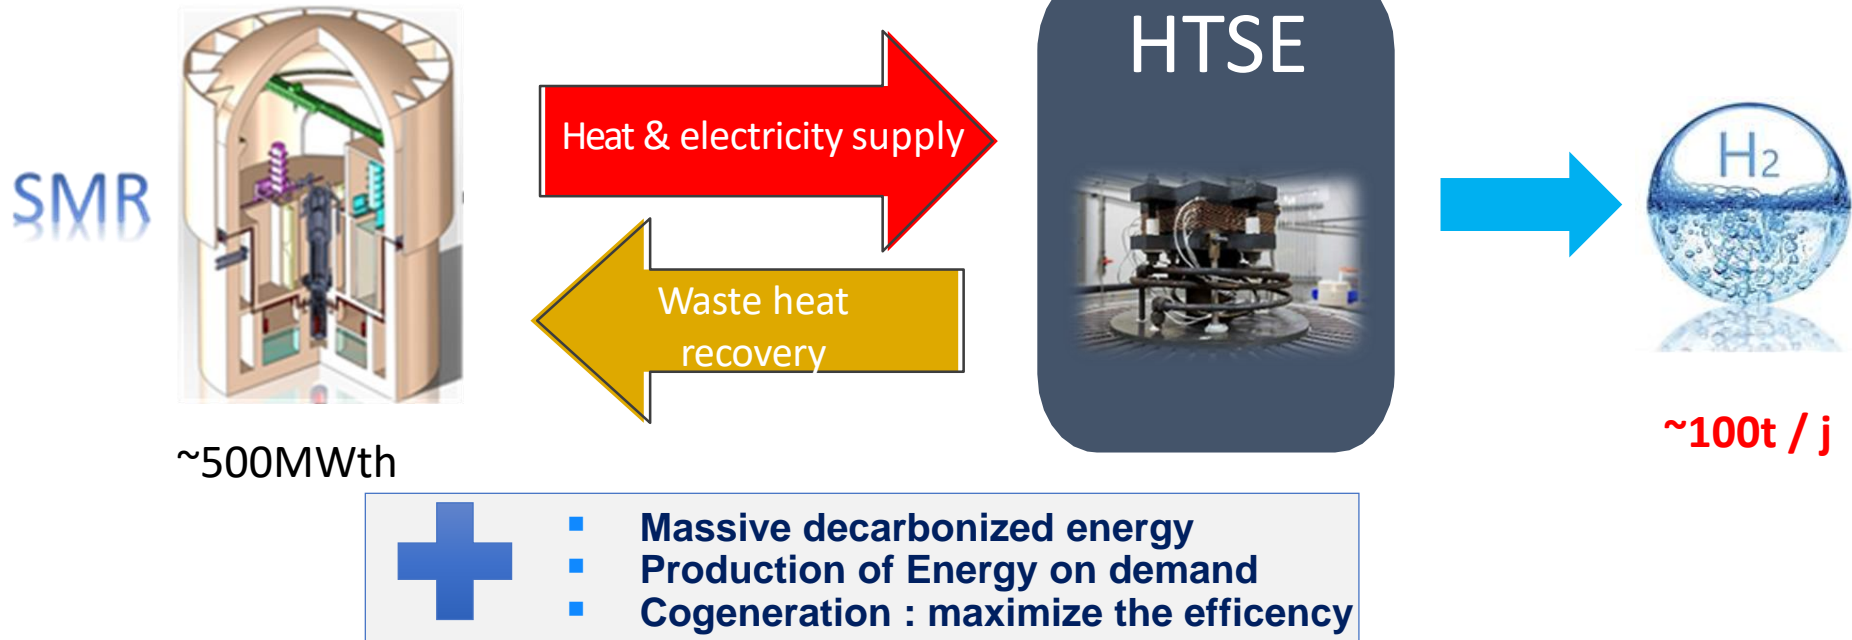 HTSE
SMR
Heat & electricity supply
H2
Waste heat
recovery
~500MWth
~100t / j
Massive decarbonized energy
Production of Energy on demand
Cogeneration : maximize the efficency